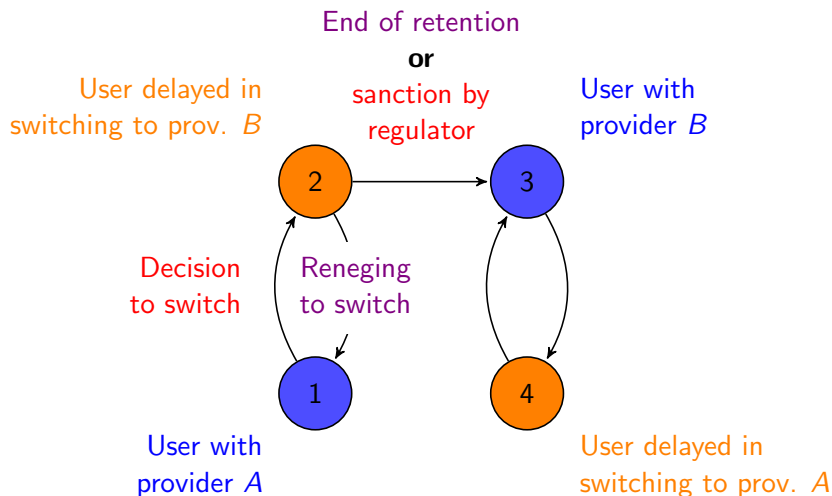 End of retention
or
sanction by
regulator
User delayed in
switching to prov. B
User with
provider B
2
3
Decision
to switch
Reneging
to switch
1
4
User with
provider A
User delayed in
switching to prov. A